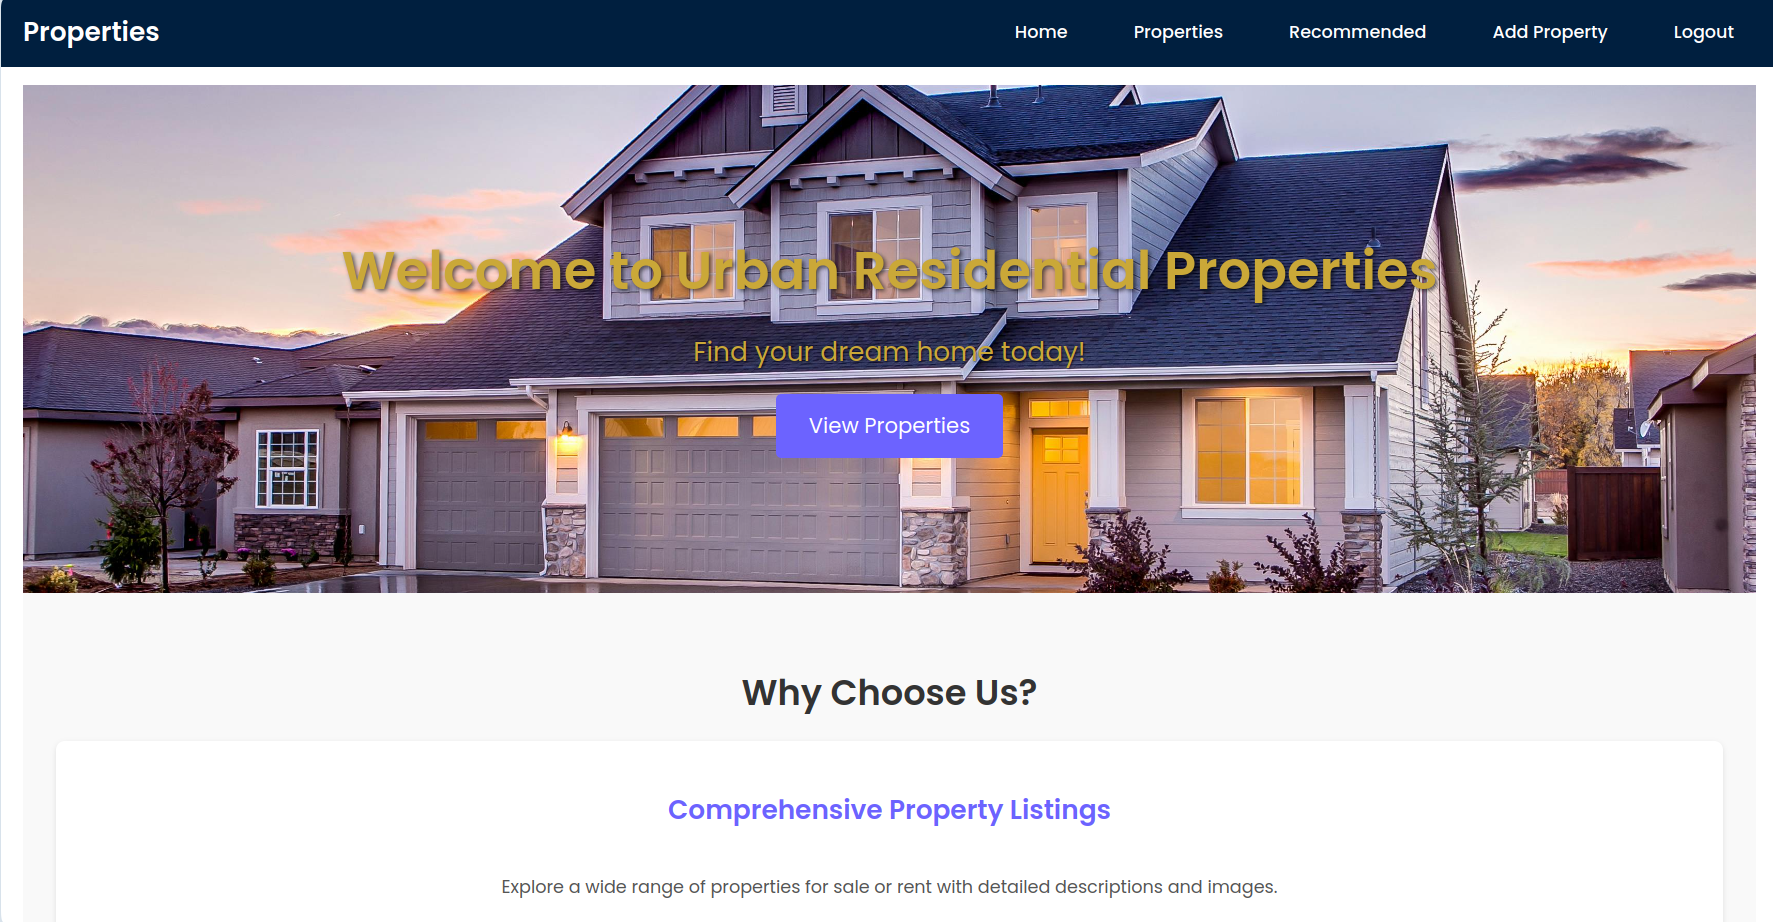 Properties
Home Properties Recommended Add Property Logout
Welcome to Urban Residential Properties
Find your dream home today!
View Properties
Why Choose Us?
Comprehensive Property Listings
Explore a wide range of properties for sale or rent with detailed descriptions and images.